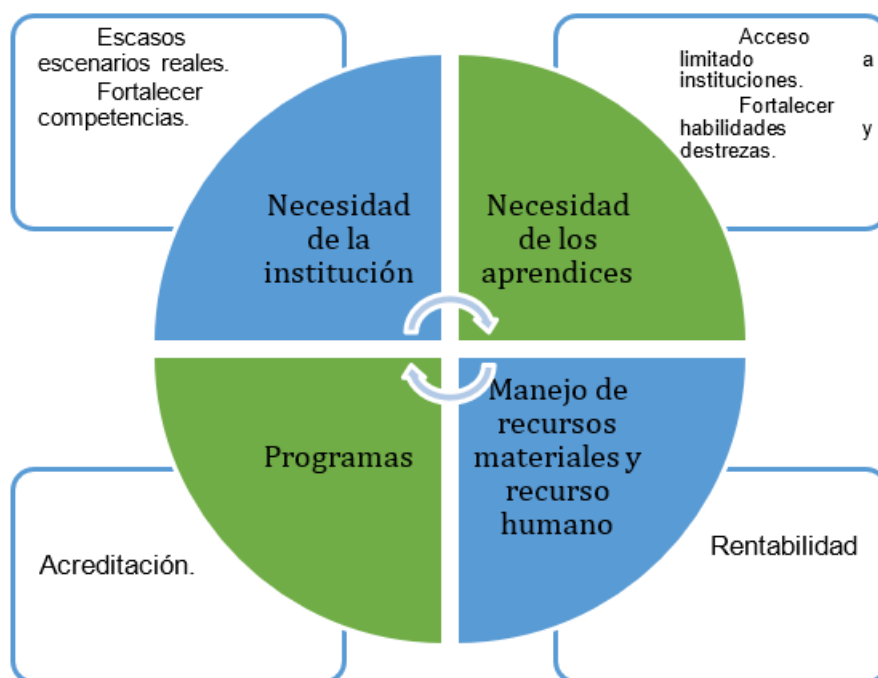 Escasos
escenarios reales.
Fortalecer
competencias.
Acceso
limitado a
instituciones.
Fortalecer
habilidades y
destrezas.
Necesidad
de la
institución
Necesidad
de los
aprendices
Programas
Manejo de
recursos
materiales y
recurso
humano
Acreditación.
Rentabilidad